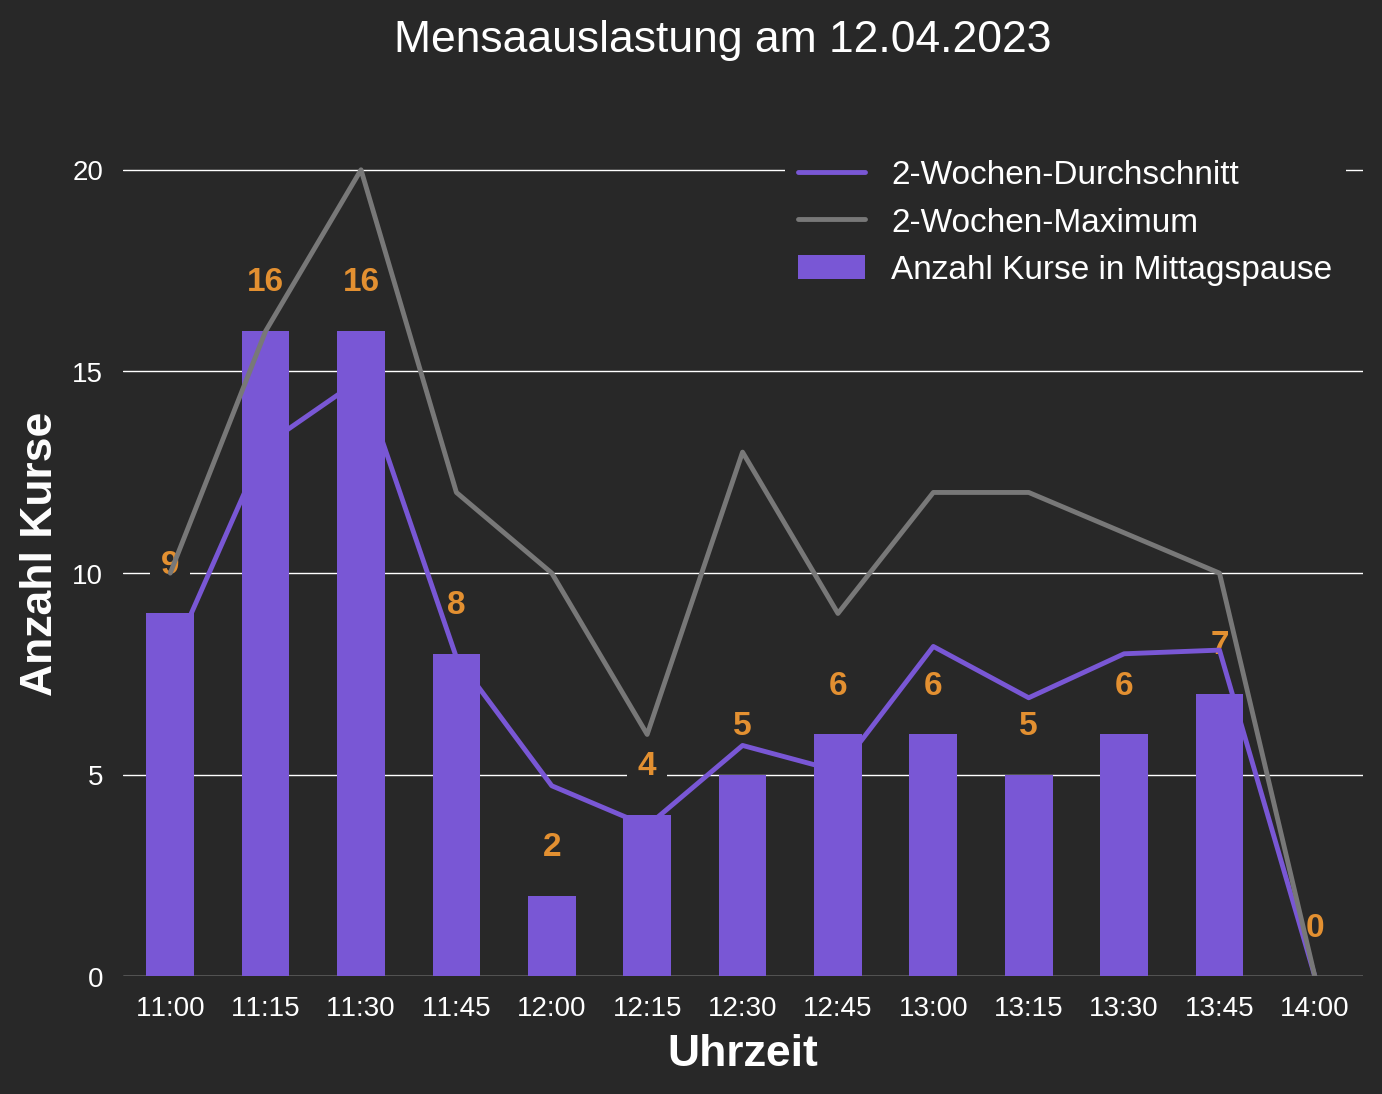 Mensaauslastung am 12.04.2023
2-Wochen-Durchschnitt
2-Wochen-Maximum
Anzahl Kurse in Mittagspause
Anzahl Kurse
20
15
10
5
0
9
16
16
8
2
4
5
6
6
5
6
7
0
11:00 11:15 11:30 11:45 12:00 12:15 12:30 12:45 13:00 13:15 13:30 13:45 14:00
Uhrzeit